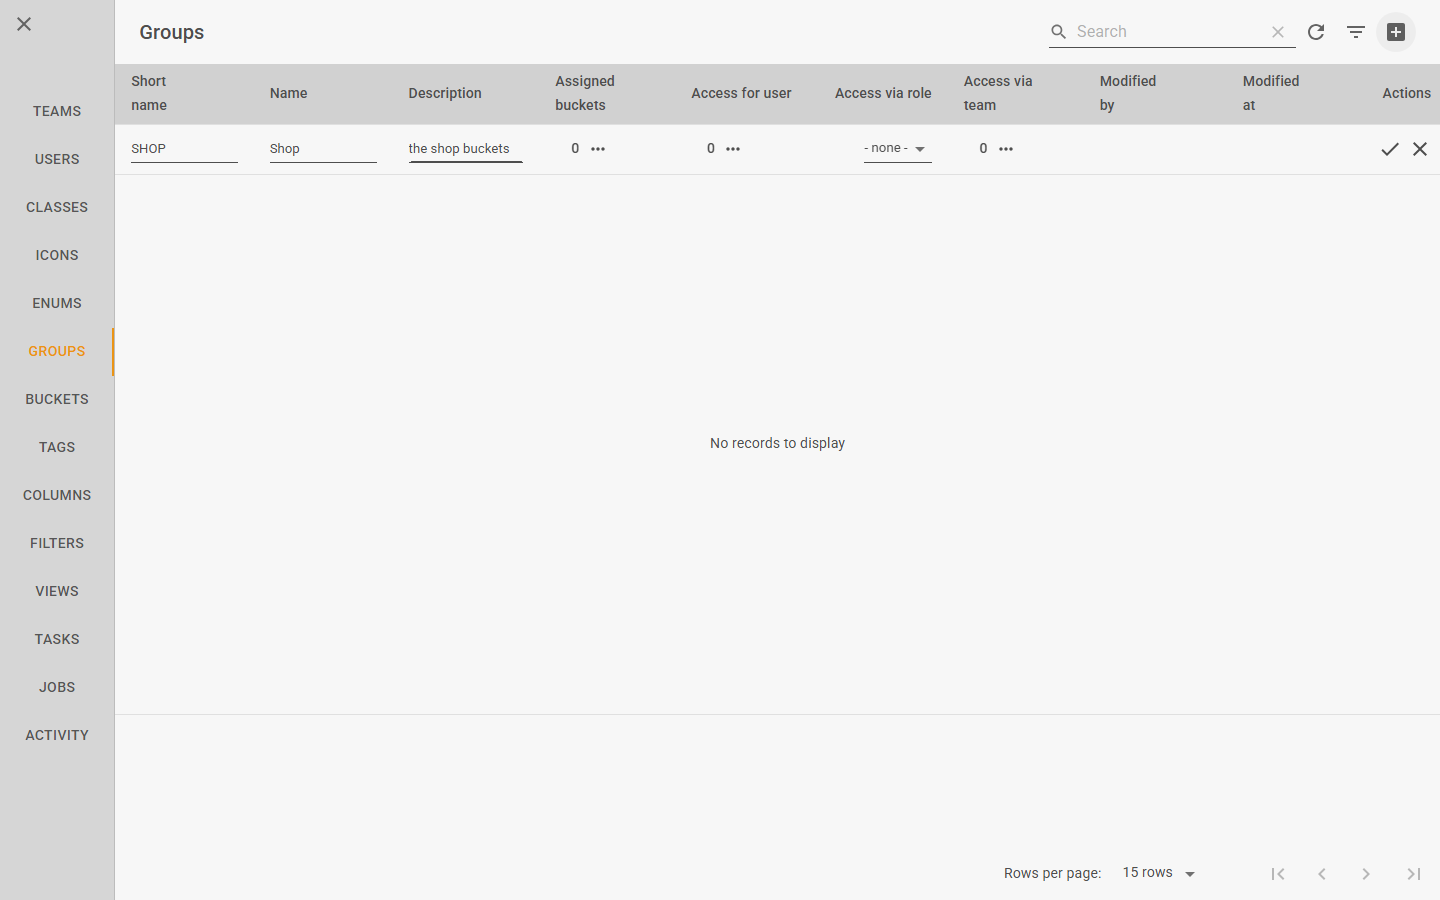 Groups
Search
TEAMS
USERS
CLASSES
ICONS
ENUMS
GROUPS
BUCKETS
TAGS
COLUMNS
FILTERS
VIEWS
TASKS
JOBS
ACTIVITY
Short name
Name
Description
Assigned buckets
Access for user
Access via role
Access via team
Modified by
Modified at
Actions
SHOP
Shop
the shop buckets
0
0
- none -
0
No records to display
Rows per page:
15 rows